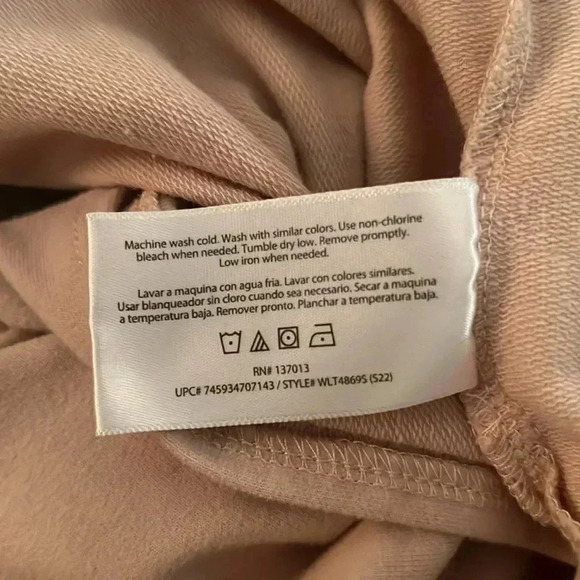 Machine wash cold. Wash with similar colors. Use non-chlorine
bleach when needed. Tumble dry low. Remove promptly.
Low iron when needed.
Lavar a maquina con agua fria. Lavar con colores similares.
Usar blanqueador sin cloro cuando sea necesario. Secar a maquina
a temperatura baja. Remover pronto. Planchar a temperatura baja.
RN# 137013
UPC# 745934707143 / STYLE# WLT4869S (S22)